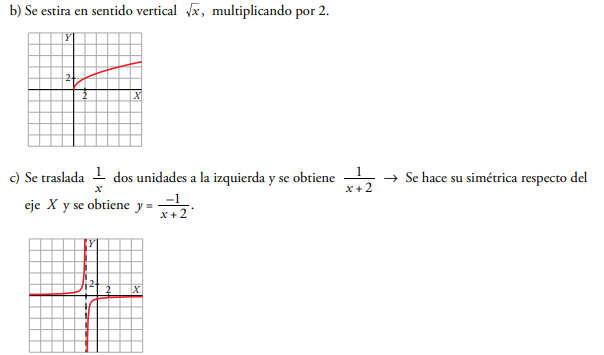 b) Se estira en sentido vertical √x, multiplicando por 2.
Y
2
2
X
c) Se traslada 1/x dos unidades a la izquierda y se obtiene 1/(x + 2) → Se hace su simétrica respecto del
eje X y se obtiene y = −1/(x + 2).
Y
2
2
X